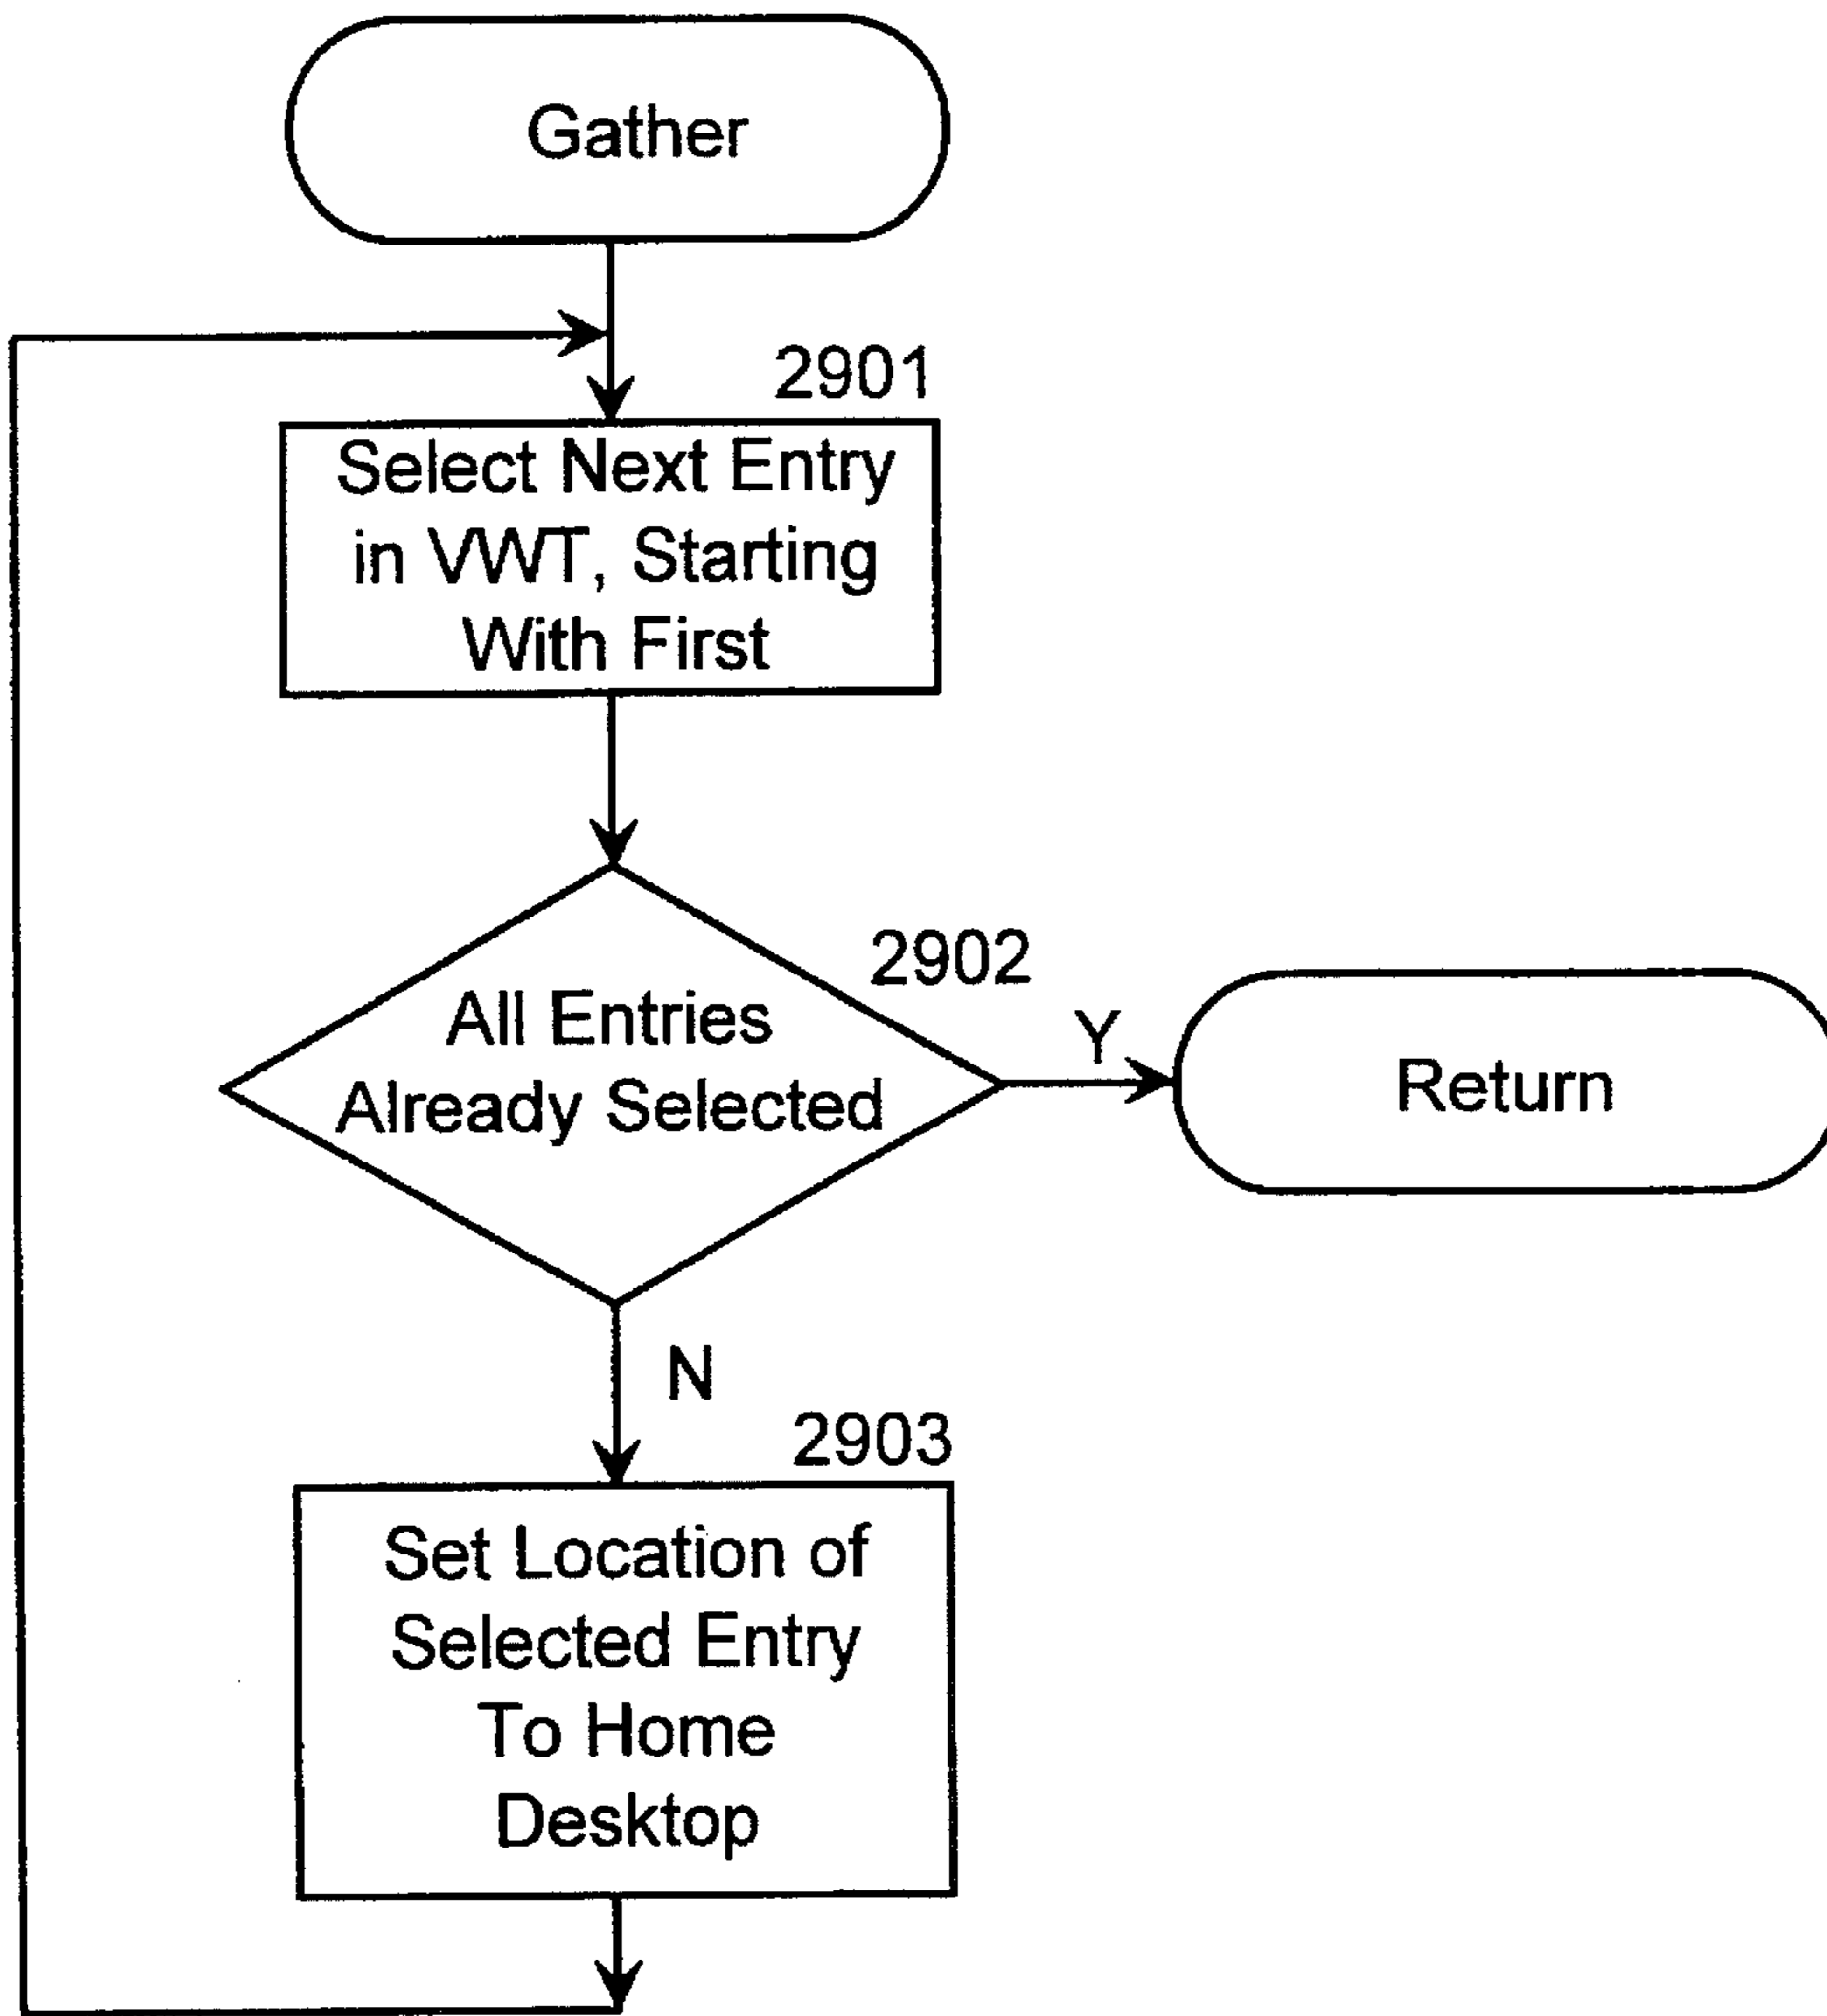 Gather
2901
Select Next Entry
in VWT, Starting
With First
2902
All Entries
Already Selected
Y
Return
N
2903
Set Location of
Selected Entry
To Home
Desktop